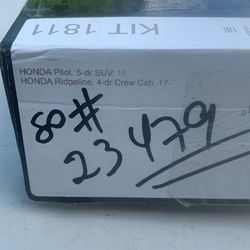 KIT 1811
HONDA Pilot, 5-dr SUV, 16-
HONDA Ridgeline, 4-dr Crew Cab, 17-
80#
23479